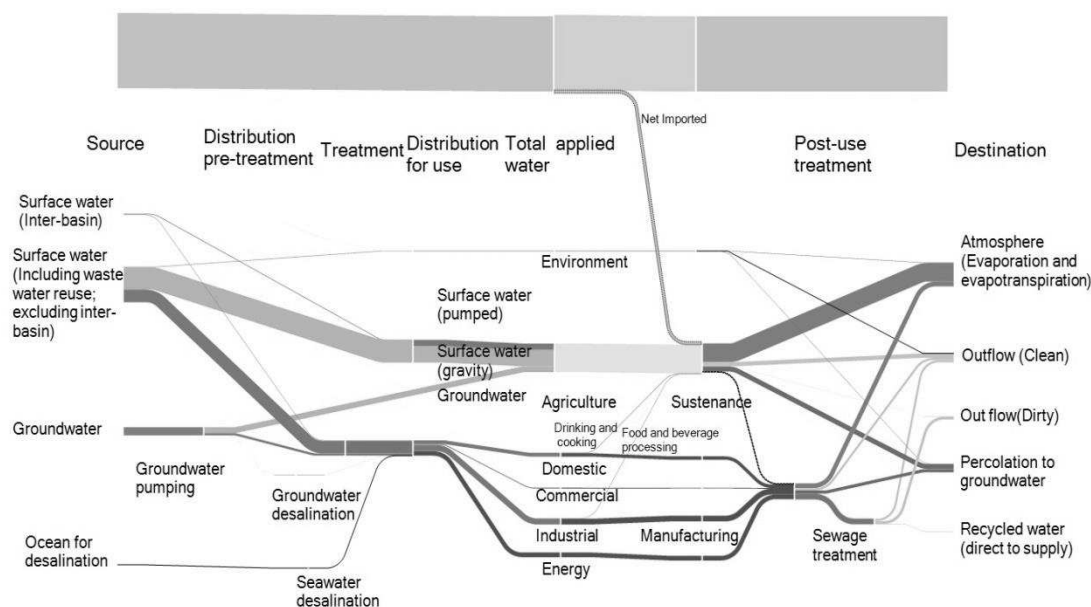 Net Imported
Source
Distribution
pre-treatment
Treatment
Distribution
for use
Total
water
applied
Post-use
treatment
Destination
Surface water
(Inter-basin)
Surface water
(Including waste
water reuse;
excluding inter-
basin)
Environment
Atmosphere
(Evaporation and
evapotranspiration)
Surface water
(pumped)
Surface water
(gravity)
Groundwater
Outflow (Clean)
Agriculture
Sustenance
Out flow(Dirty)
Groundwater
Drinking and
cooking
Food and beverage
processing
Domestic
Groundwater
pumping
Groundwater
desalination
Commercial
Percolation to
groundwater
Ocean for
desalination
Industrial
Manufacturing
Sewage
treatment
Recycled water
(direct to supply)
Seawater
desalination
Energy